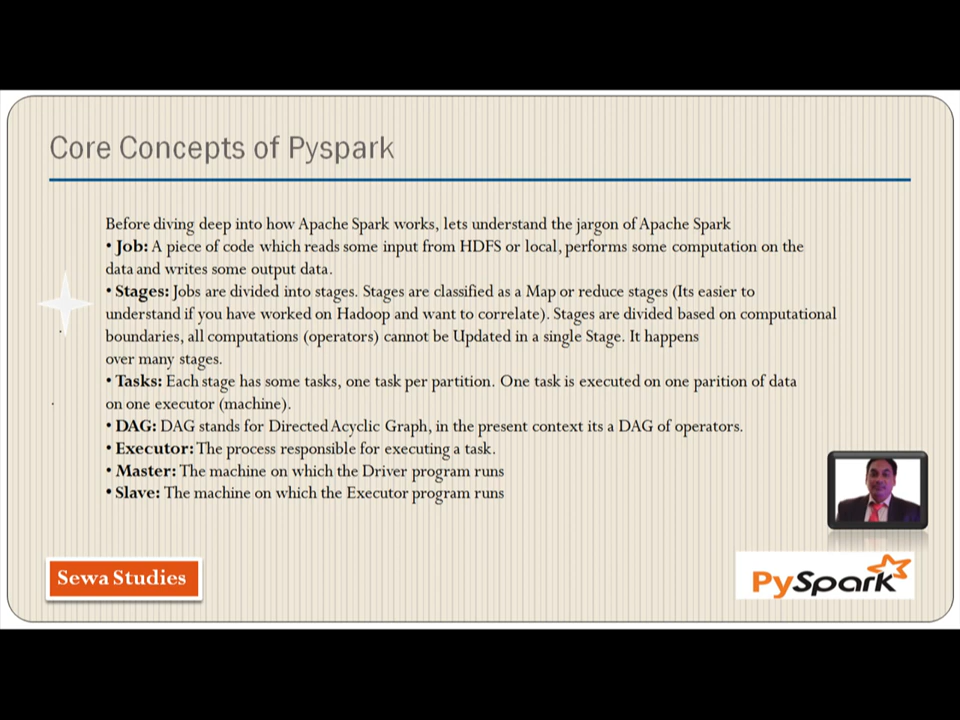 Core Concepts of Pyspark
Before diving deep into how Apache Spark works, lets understand the jargon of Apache Spark
• Job: A piece of code which reads some input from HDFS or local, performs some computation on the
data and writes some output data.
• Stages: Jobs are divided into stages. Stages are classified as a Map or reduce stages (Its easier to
understand if you have worked on Hadoop and want to correlate). Stages are divided based on computational
boundaries, all computations (operators) cannot be Updated in a single Stage. It happens
over many stages.
• Tasks: Each stage has some tasks, one task per partition. One task is executed on one parition of data
on one executor (machine).
• DAG: DAG stands for Directed Acyclic Graph, in the present context its a DAG of operators.
• Executor: The process responsible for executing a task.
• Master: The machine on which the Driver program runs
• Slave: The machine on which the Executor program runs
Sewa Studies
PySpark